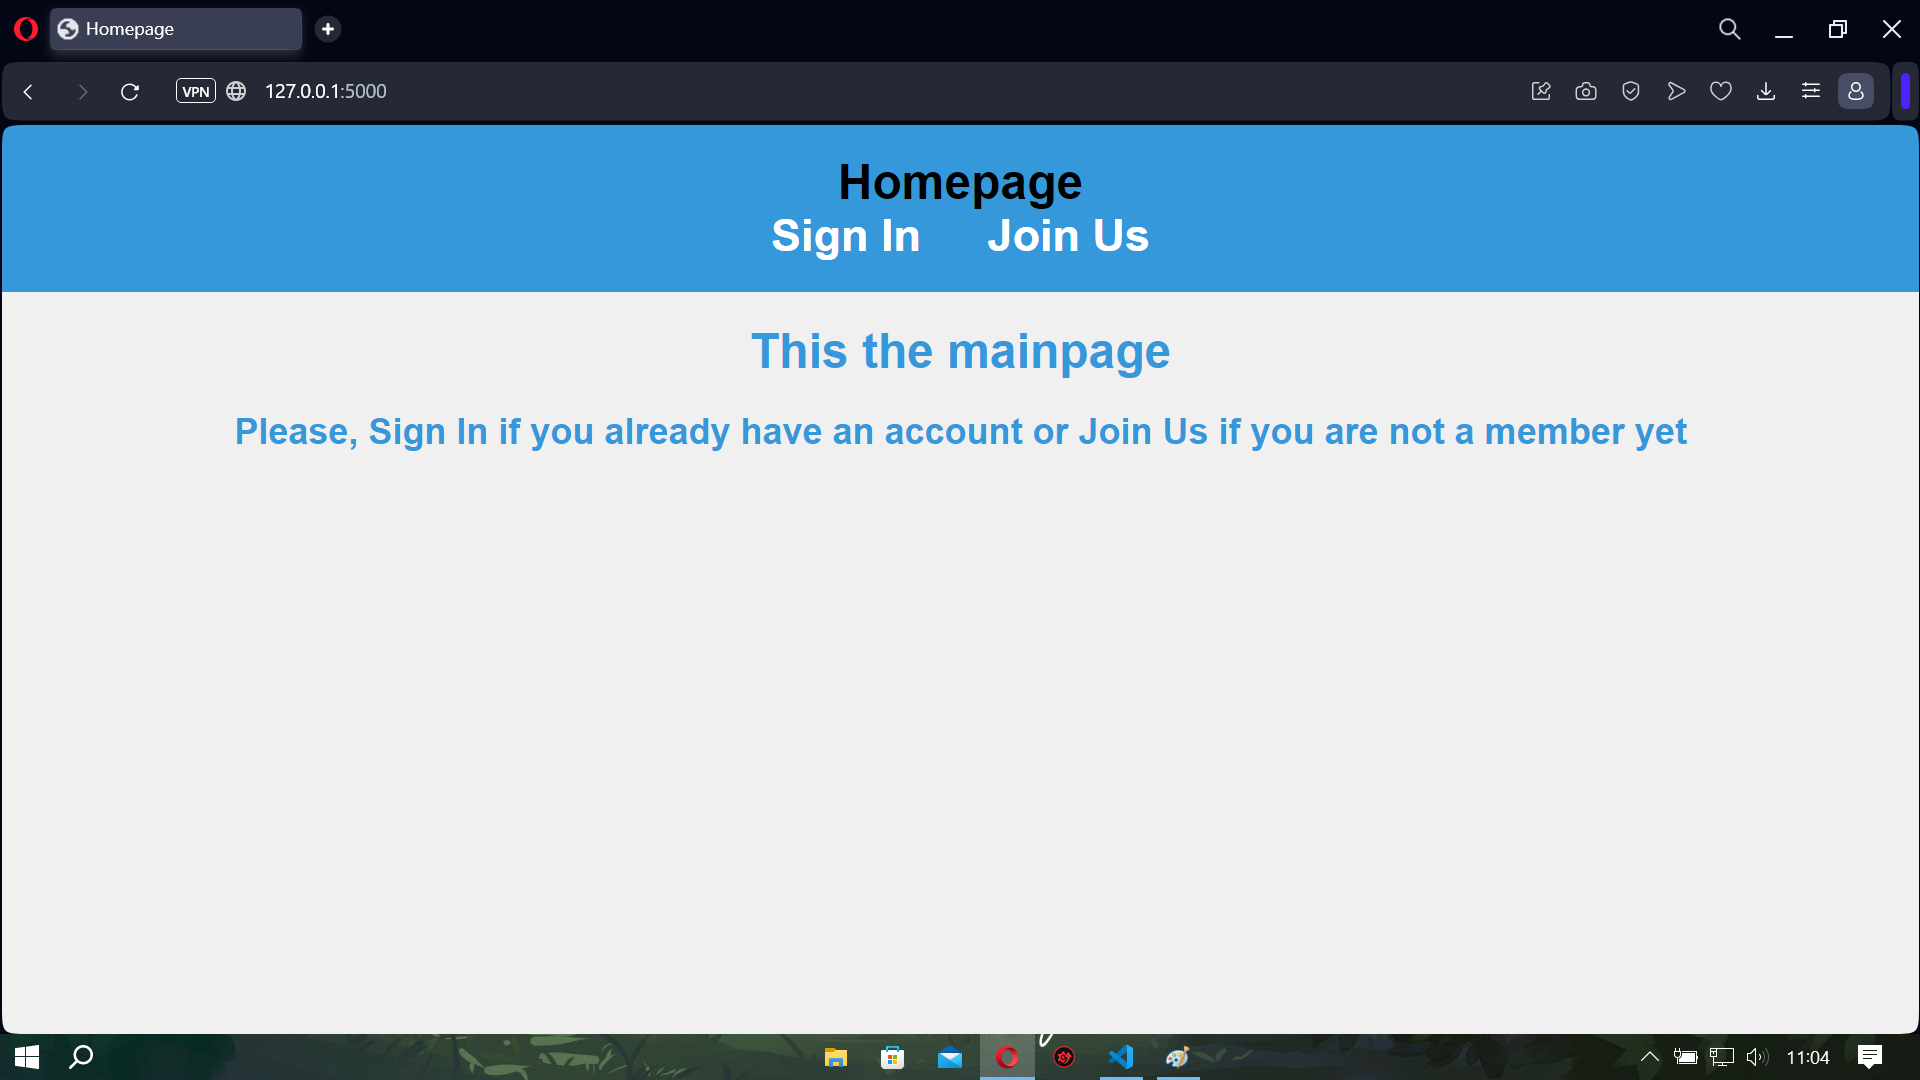 Homepage
VPN
127.0.0.1:5000
Homepage
Sign In Join Us
This the mainpage
Please, Sign In if you already have an account or Join Us if you are not a member yet
11:04